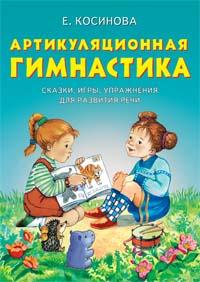 Е. КОСИНОВА
АРТИКУЛЯЦИОННАЯ
ГИМНАСТИКА
СКАЗКИ, ИГРЫ, УПРАЖНЕНИЯ
ДЛЯ РАЗВИТИЯ РЕЧИ